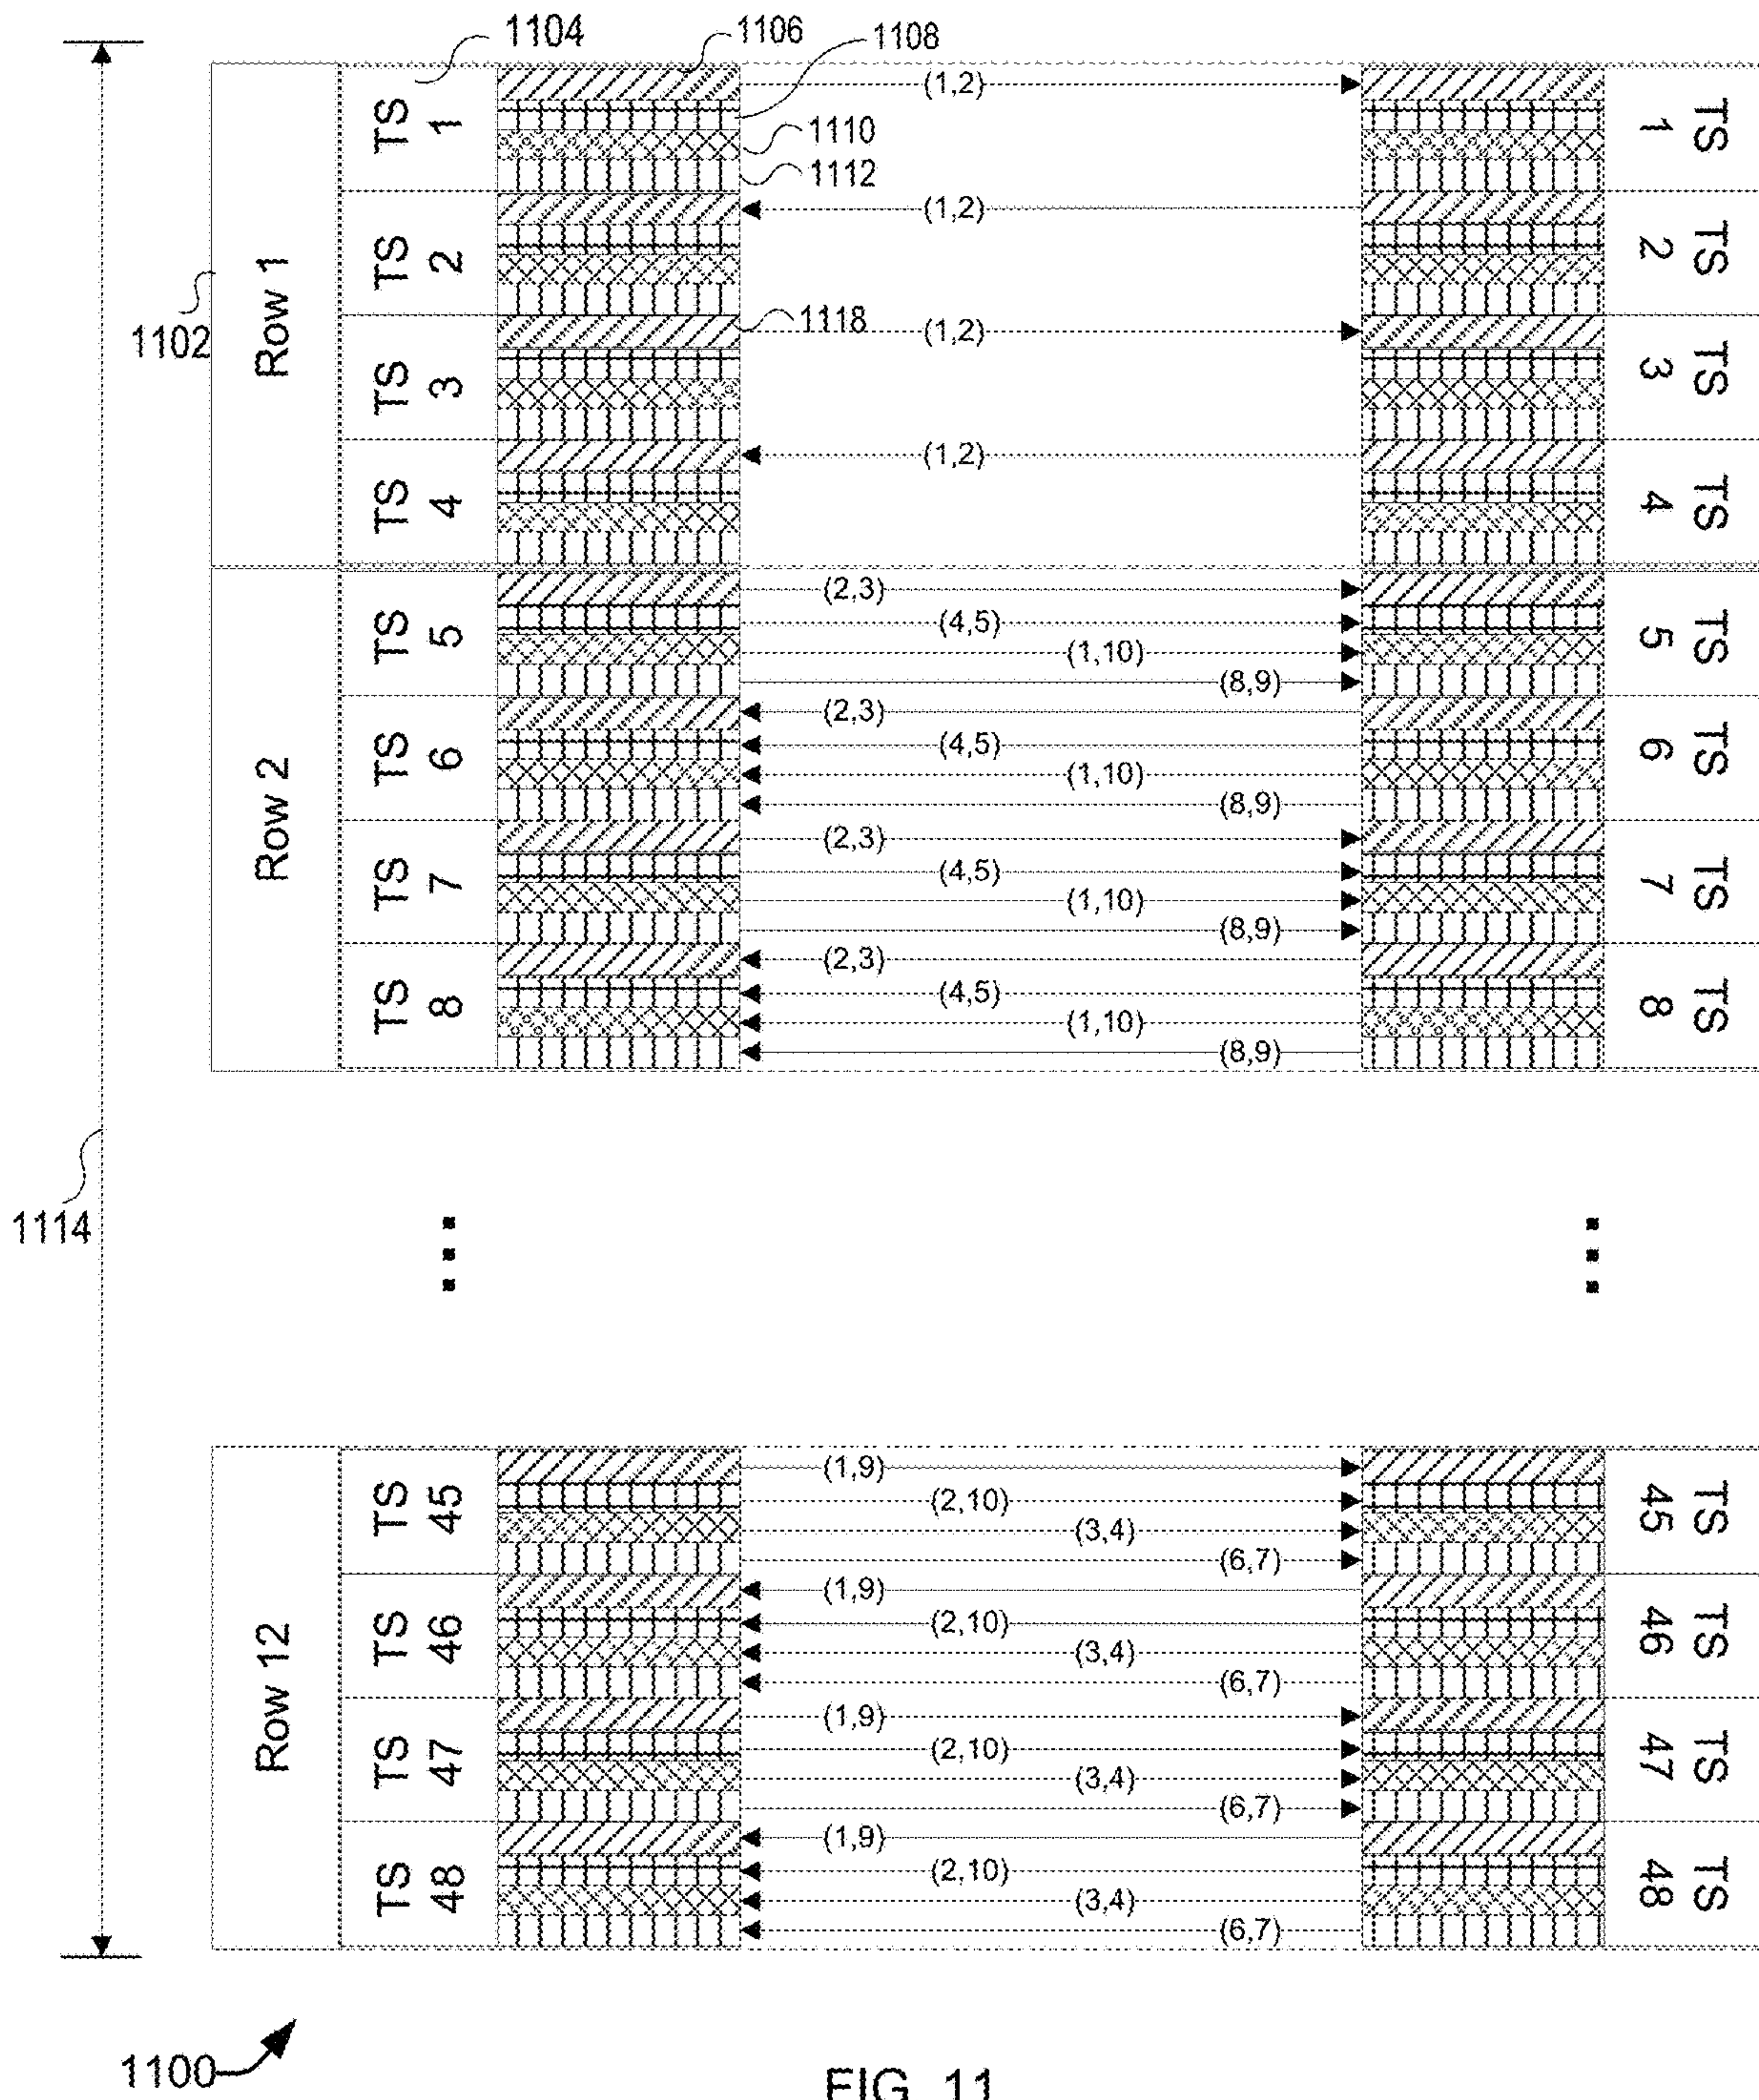 1104
1106
1108
1110
1112
1102
Row 1
TS 1
(1,2)
TS 1
TS 2
(1,2)
TS 2
TS 3
1118
(1,2)
TS 3
TS 4
(1,2)
TS 4
Row 2
TS 5
(2,3)
(4,5)
(1,10)
(8,9)
TS 5
TS 6
(2,3)
(4,5)
(1,10)
(8,9)
TS 6
TS 7
(2,3)
(4,5)
(1,10)
(8,9)
TS 7
TS 8
(2,3)
(4,5)
(1,10)
(8,9)
TS 8
1114
Row 12
TS 45
(1,9)
(2,10)
(3,4)
(6,7)
TS 45
TS 46
(1,9)
(2,10)
(3,4)
(6,7)
TS 46
TS 47
(1,9)
(2,10)
(3,4)
(6,7)
TS 47
TS 48
(1,9)
(2,10)
(3,4)
(6,7)
TS 48
1100
FIG. 11